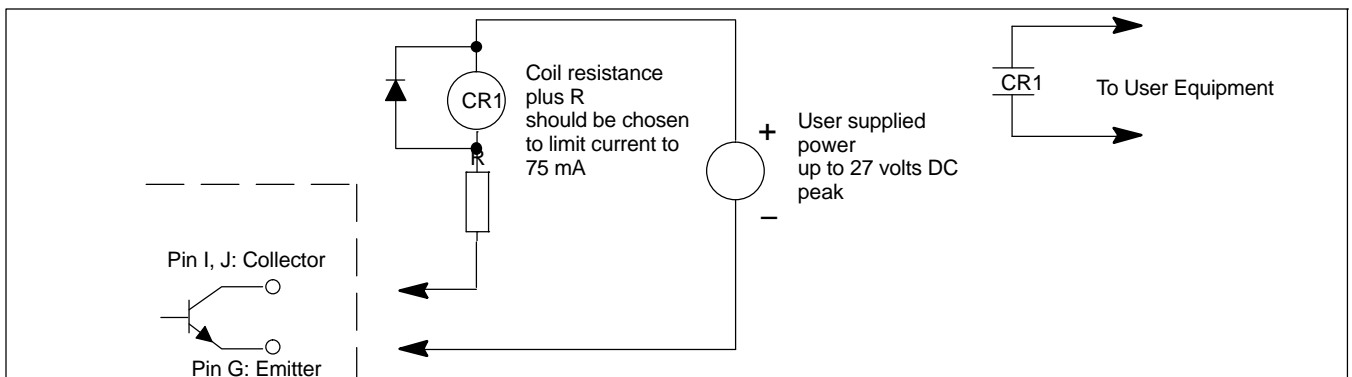 CR1
R
Coil resistance
plus R
should be chosen
to limit current to
75 mA
+
User supplied
power
up to 27 volts DC
peak
–
CR1
To User Equipment
Pin I, J: Collector
Pin G: Emitter